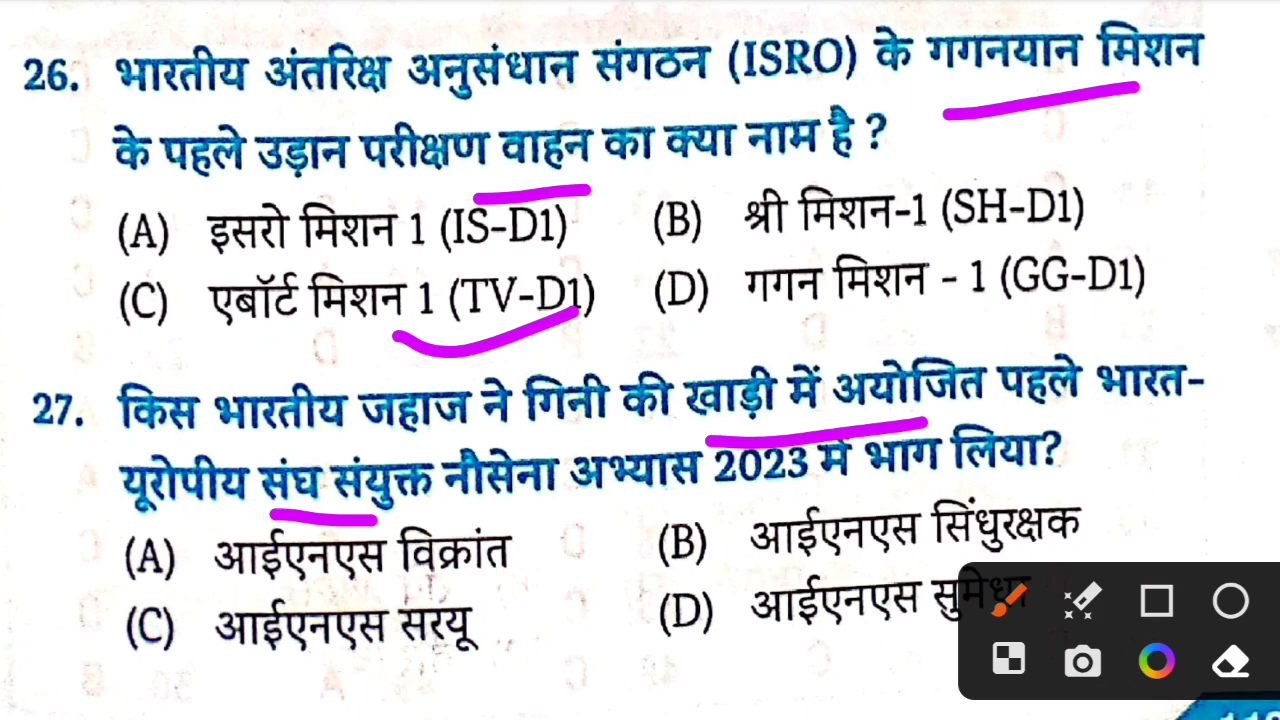 26. भारतीय अंतरिक्ष अनुसंधान संगठन (ISRO) के गगनयान मिशन
के पहले उड़ान परीक्षण वाहन का क्या नाम है ?
(A) इसरो मिशन 1 (IS-D1) (B) श्री मिशन-1 (SH-D1)
(C) एबॉर्ट मिशन 1 (TV-D1) (D) गगन मिशन - 1 (GG-D1)
27. किस भारतीय जहाज ने गिनी की खाड़ी में अयोजित पहले भारत-
यूरोपीय संघ संयुक्त नौसेना अभ्यास 2023 में भाग लिया?
(A) आईएनएस विक्रांत (B) आईएनएस सिंधुरक्षक
(C) आईएनएस सरयू (D) आईएनएस सुमेधा